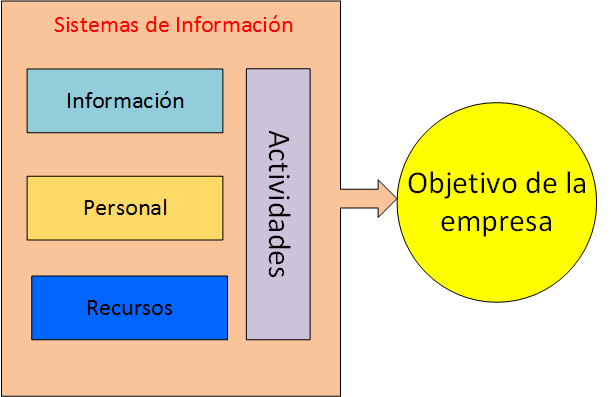 Sistemas de Información
Información
Personal
Recursos
Actividades
Objetivo de la
empresa